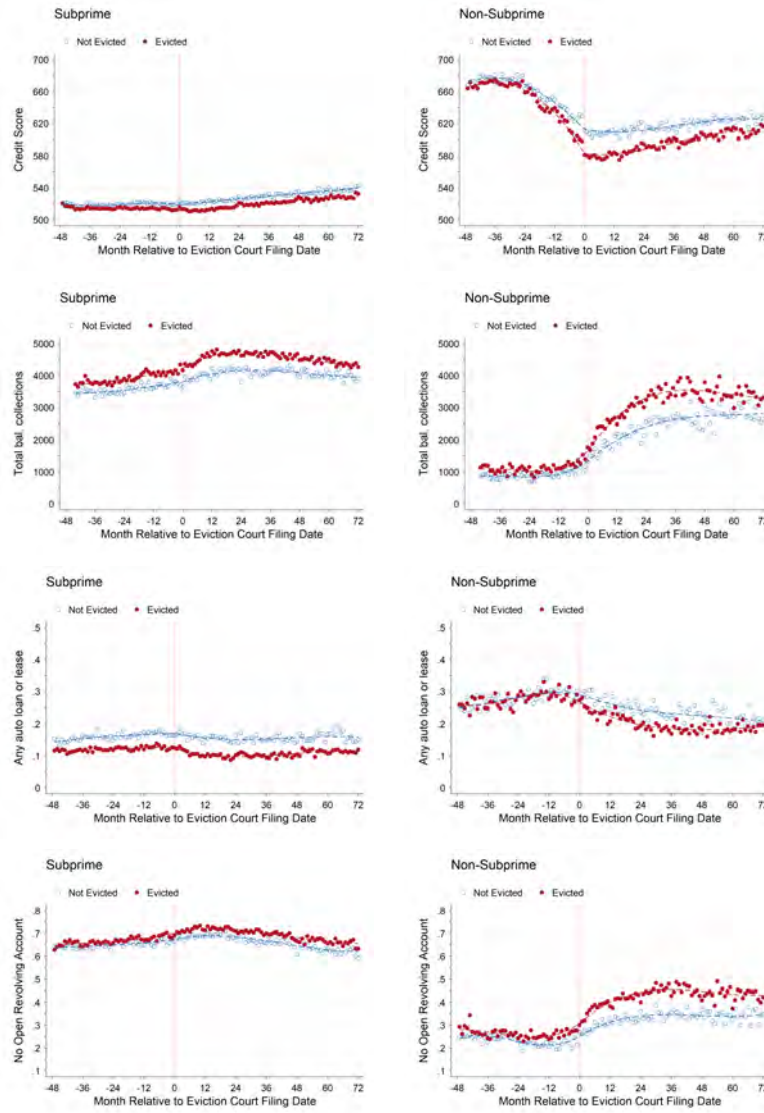 Subprime
Not Evicted Evicted
700
660
620
580
540
500
Credit Score
-48 -36 -24 -12 0 12 24 36 48 60 72
Month Relative to Eviction Court Filing Date
Non-Subprime
Not Evicted Evicted
700
660
620
580
540
500
Credit Score
-48 -36 -24 -12 0 12 24 36 48 60 72
Month Relative to Eviction Court Filing Date
Subprime
Not Evicted Evicted
5000
4000
3000
2000
1000
0
Total bal. collections
-48 -36 -24 -12 0 12 24 36 48 60 72
Month Relative to Eviction Court Filing Date
Non-Subprime
Not Evicted Evicted
5000
4000
3000
2000
1000
0
Total bal. collections
-48 -36 -24 -12 0 12 24 36 48 60 72
Month Relative to Eviction Court Filing Date
Subprime
Not Evicted Evicted
.5
.4
.3
.2
.1
0
Any auto loan or lease
-48 -36 -24 -12 0 12 24 36 48 60 72
Month Relative to Eviction Court Filing Date
Non-Subprime
Not Evicted Evicted
.5
.4
.3
.2
.1
0
Any auto loan or lease
-48 -36 -24 -12 0 12 24 36 48 60 72
Month Relative to Eviction Court Filing Date
Subprime
Not Evicted Evicted
.8
.7
.6
.5
.4
.3
.2
.1
No Open Revolving Account
-48 -36 -24 -12 0 12 24 36 48 60 72
Month Relative to Eviction Court Filing Date
Non-Subprime
Not Evicted Evicted
.8
.7
.6
.5
.4
.3
.2
.1
No Open Revolving Account
-48 -36 -24 -12 0 12 24 36 48 60 72
Month Relative to Eviction Court Filing Date